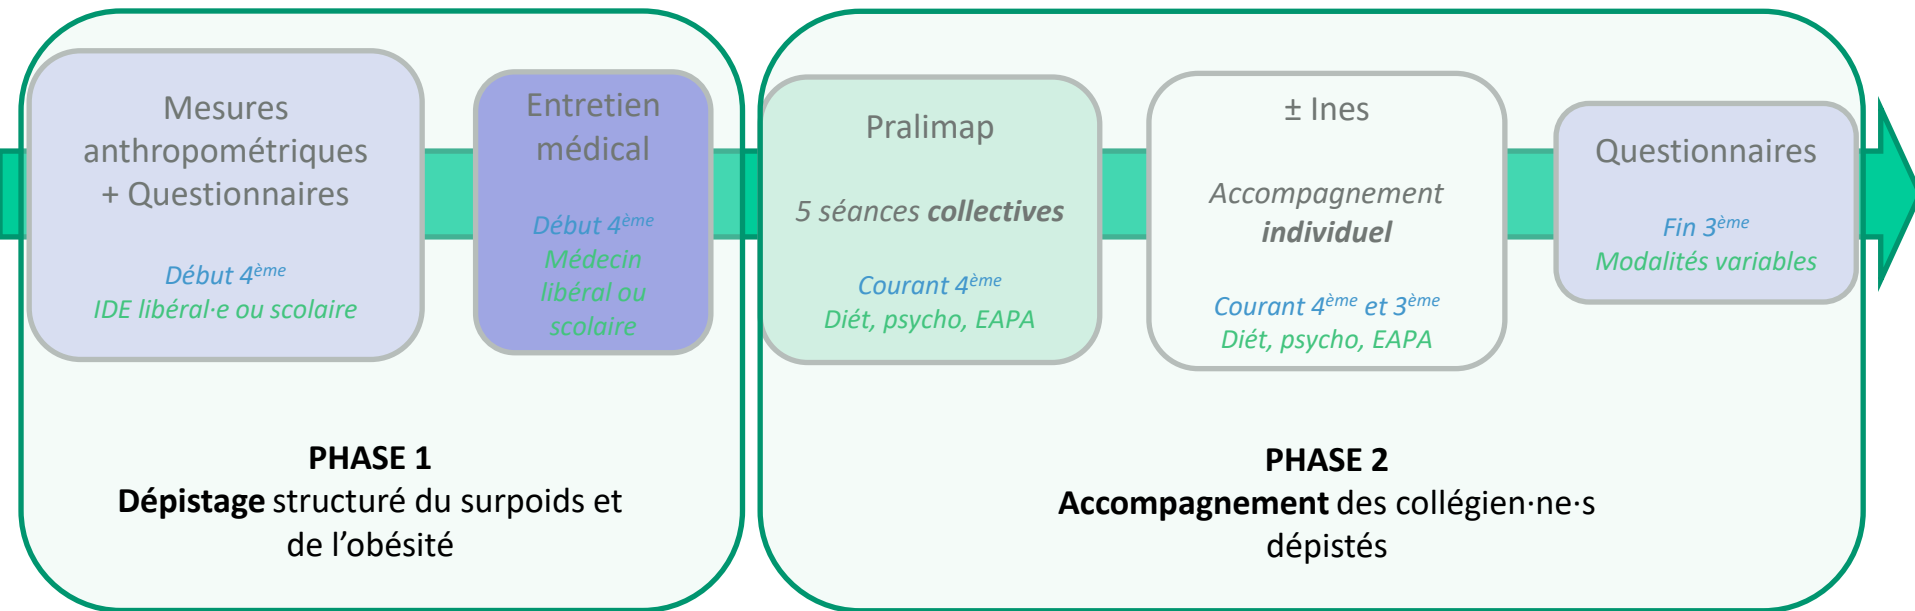 Mesures
anthropométriques
+ Questionnaires
Début 4ème
IDE libéral·e ou scolaire
Entretien
médical
Début 4ème
Médecin
libéral ou
scolaire
PHASE 1
Dépistage structuré du surpoids et
de l’obésité
Pralimap
5 séances collectives
Courant 4ème
Diét, psycho, EAPA
± Ines
Accompagnement
individuel
Courant 4ème et 3ème
Diét, psycho, EAPA
Questionnaires
Fin 3ème
Modalités variables
PHASE 2
Accompagnement des collégien·ne·s
dépistés